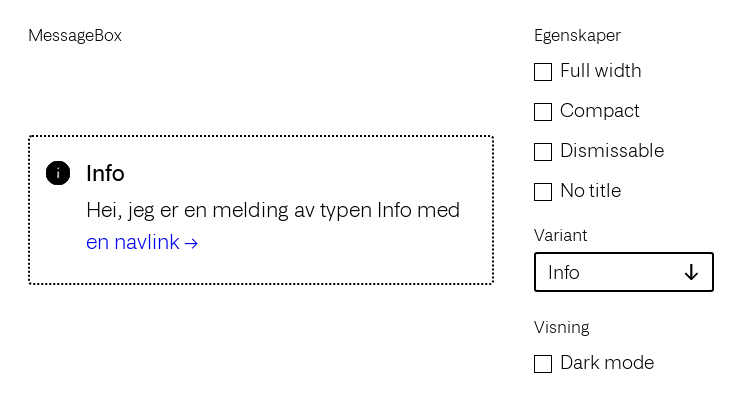 MessageBox
Info
Hei, jeg er en melding av typen Info med
en navlink →
Egenskaper
Full width
Compact
Dismissable
No title
Variant
Info
Visning
Dark mode